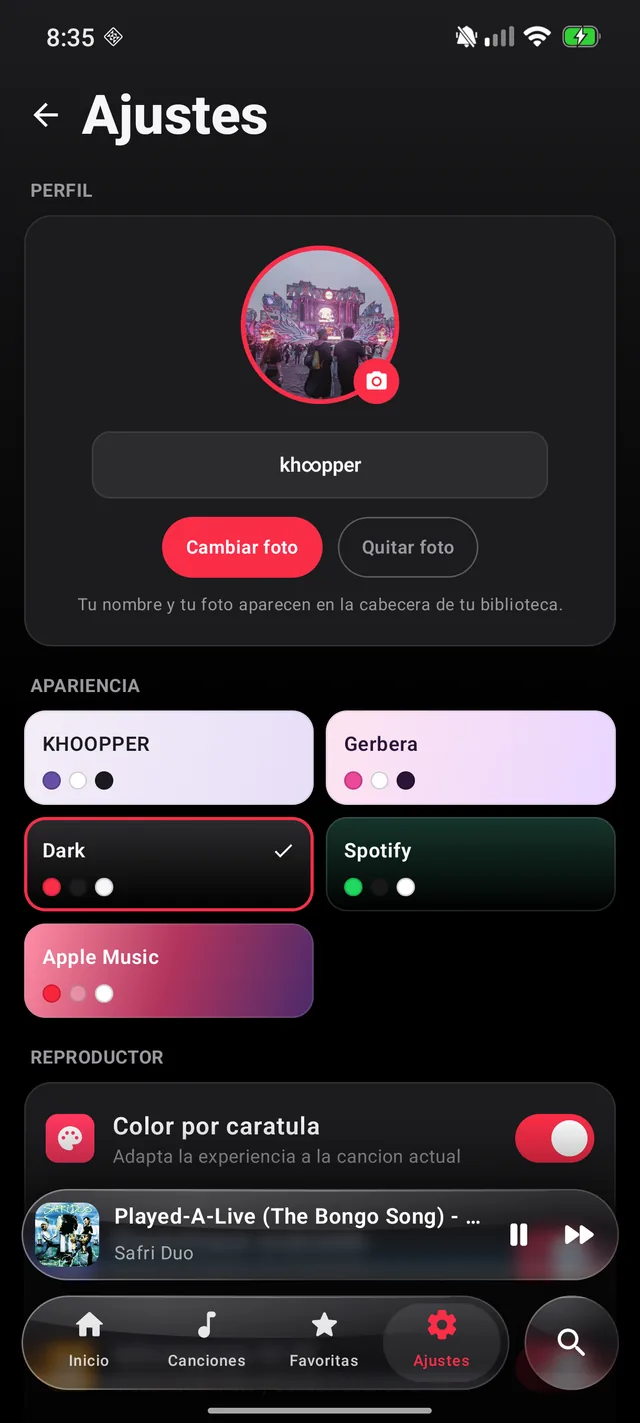 8:35
Ajustes
PERFIL
khoopper
Cambiar foto
Quitar foto
Tu nombre y tu foto aparecen en la cabecera de tu biblioteca.
APARIENCIA
KHOOPPER
Gerbera
Dark
Spotify
Apple Music
REPRODUCTOR
Color por caratula
Adapta la experiencia a la cancion actual
SAFRI DUO
Played-A-Live (The Bongo Song) - ...
Safri Duo
Inicio
Canciones
Favoritas
Ajustes